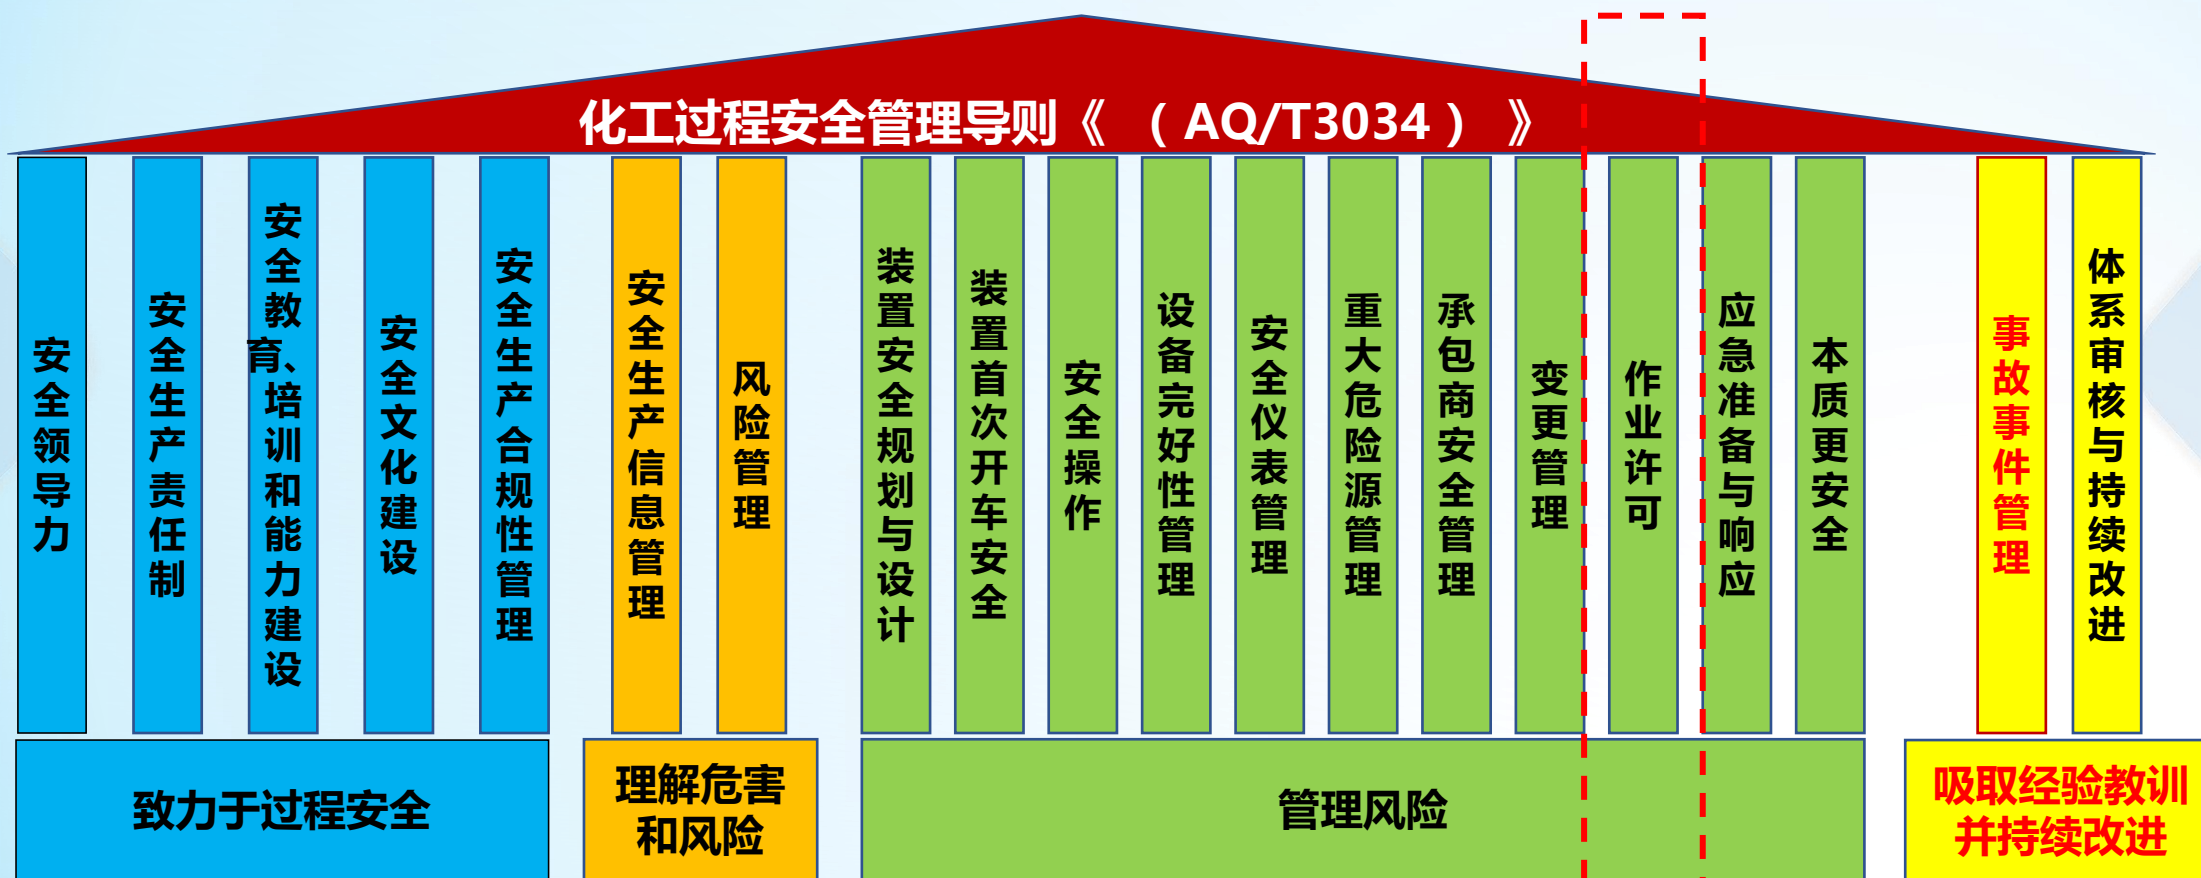 化工过程安全管理导则《 （AQ/T3034） 》
安全领导力
安全生产责任制
安全教育、培训和能力建设
安全文化建设
安全生产合规性管理
安全生产信息管理
风险管理
装置安全规划与设计
装置首次开车安全
安全操作
设备完好性管理
安全仪表管理
重大危险源管理
承包商安全管理
变更管理
作业许可
应急准备与响应
本质更安全
事故事件管理
体系审核与持续改进
致力于过程安全
理解危害
和风险
管理风险
吸取经验教训
并持续改进